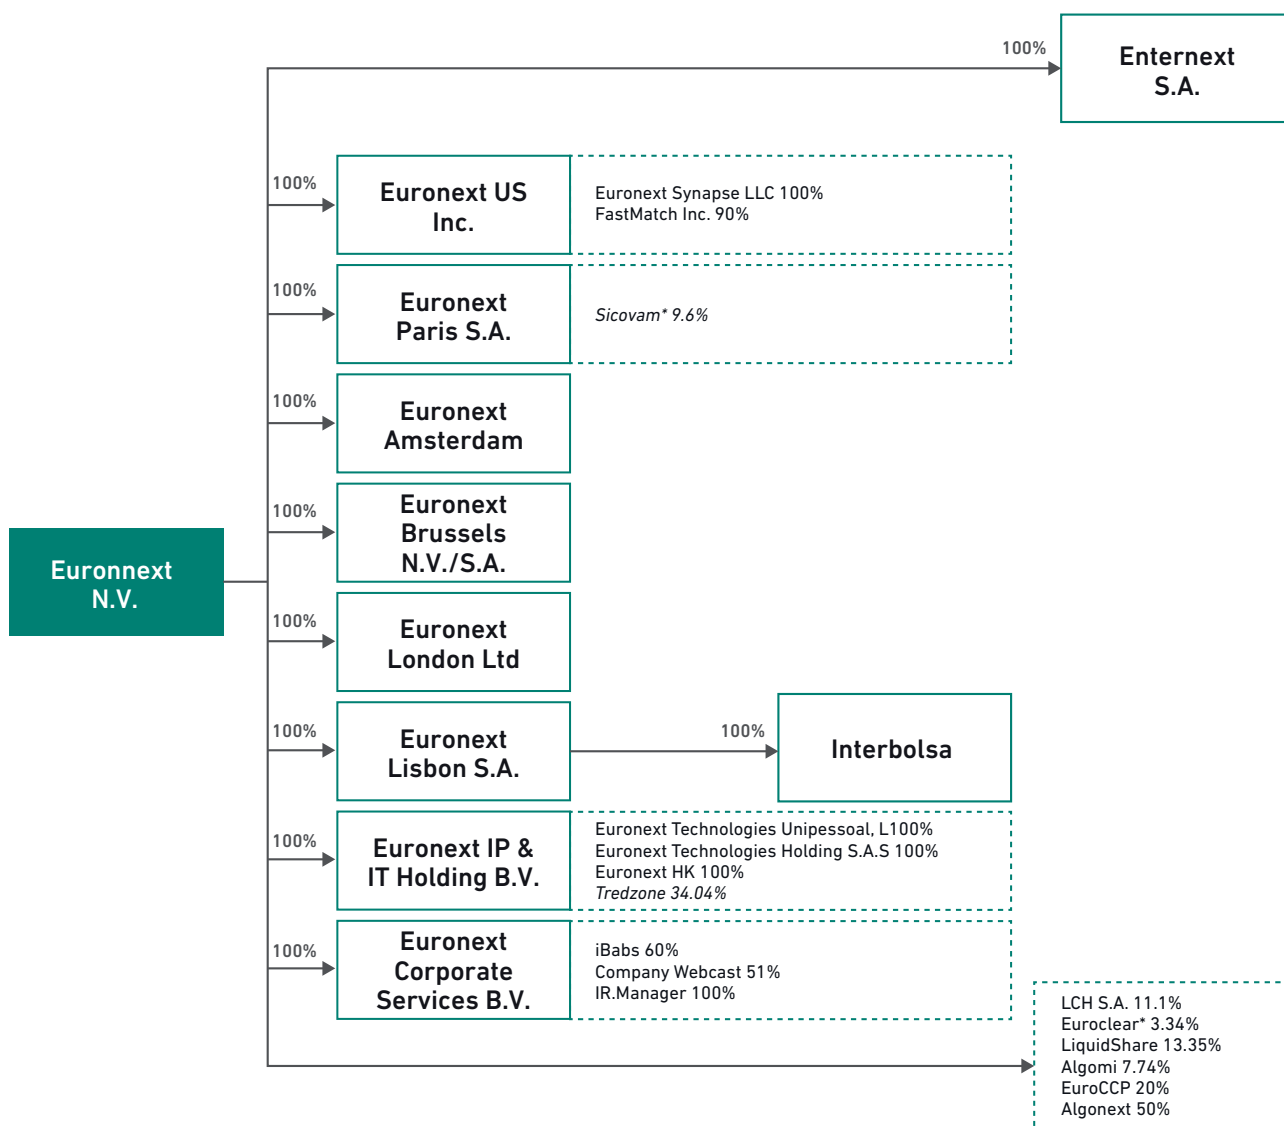 100%
Enternext
S.A.
100%
Euronext US
Inc.
Euronext Synapse LLC 100%
FastMatch Inc. 90%
100%
Euronext
Paris S.A.
Sicovam* 9.6%
100%
Euronext
Amsterdam
100%
Euronext
Brussels
N.V./S.A.
Euronnext
N.V.
100%
Euronext
London Ltd
100%
Euronext
Lisbon S.A.
100%
Interbolsa
100%
Euronext IP &
IT Holding B.V.
Euronext Technologies Unipessoal, L100%
Euronext Technologies Holding S.A.S 100%
Euronext HK 100%
Tredzone 34.04%
100%
Euronext
Corporate
Services B.V.
iBabs 60%
Company Webcast 51%
IR.Manager 100%
LCH S.A. 11.1%
Euroclear* 3.34%
LiquidShare 13.35%
Algomi 7.74%
EuroCCP 20%
Algonext 50%